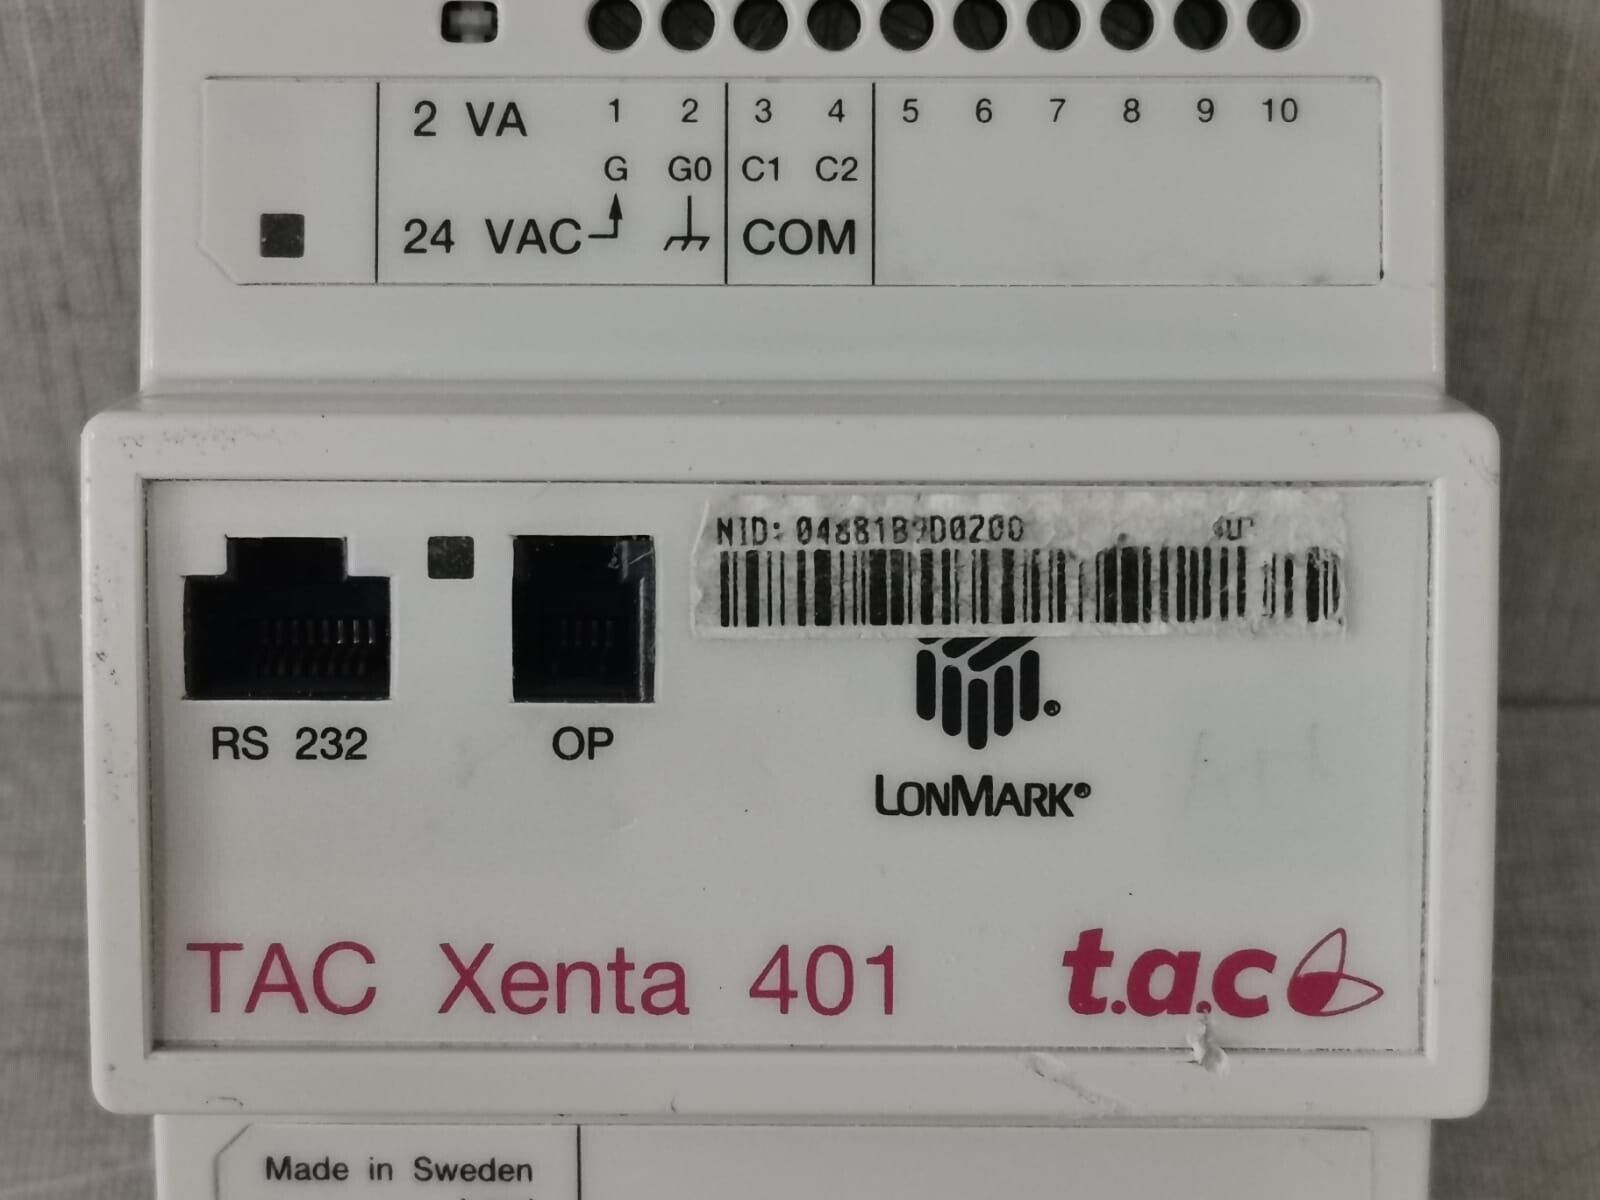 2 VA 1 2 3 4 5 6 7 8 9 10
G G0 C1 C2
24 VAC COM
NID:
RS 232 OP
LONMARK®
TAC Xenta 401 t.a.c
Made in Sweden